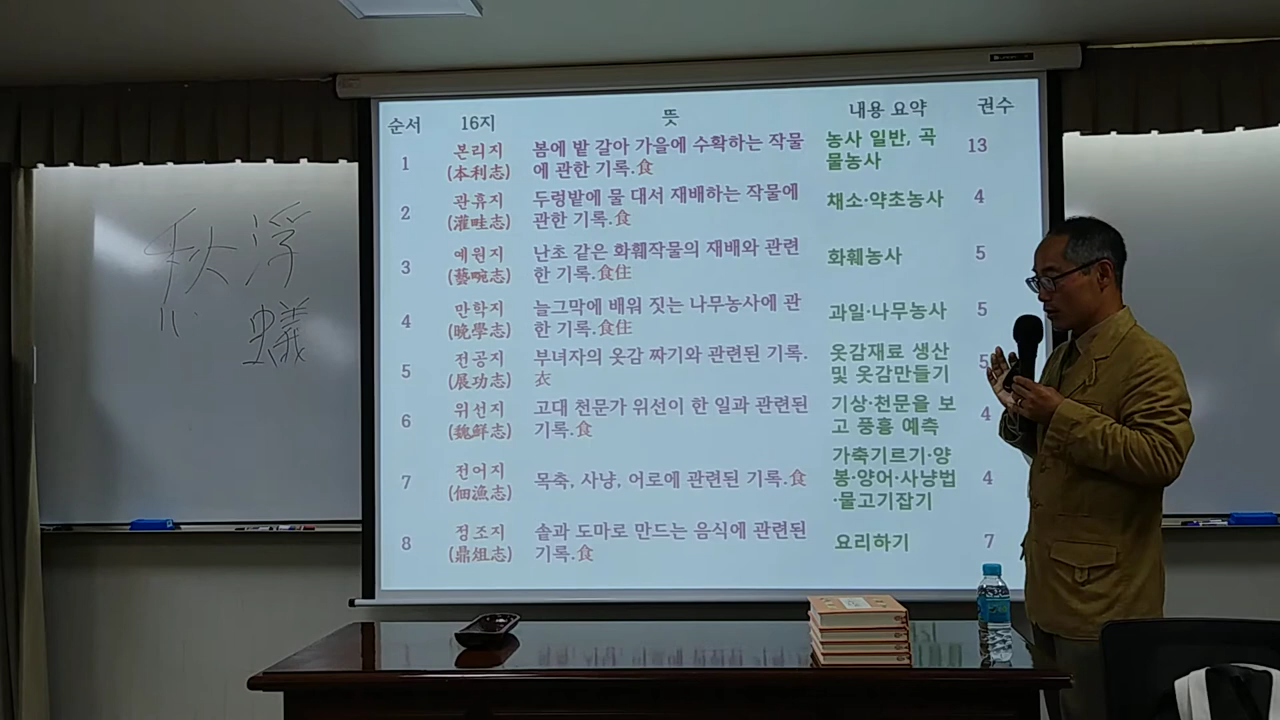 순서 16지 뜻 내용 요약 권수
1 본리지 봄에 밭 갈아 가을에 수확하는 작물 농사 일반, 곡 13
(本利志) 에 관한 기록.食 물농사
2 관휴지 두렁밭에 물 대서 재배하는 작물에 채소·약초농사 4
(灌畦志) 관한 기록.食
3 예원지 난초 같은 화훼작물의 재배와 관련 화훼농사 5
(藝畹志) 한 기록.食住
4 만학지 늘그막에 배워 짓는 나무농사에 관 과일·나무농사 5
(晚學志) 한 기록.食住
5 전공지 부녀자의 옷감 짜기와 관련된 기록. 옷감재료 생산 5
(展功志) 衣 및 옷감만들기
6 위선지 고대 천문가 위선이 한 일과 관련된 기상·천문을 보 4
(魏鮮志) 기록.食 고 풍흉 예측
7 전어지 목축, 사냥, 어로에 관련된 기록.食 가축기르기·양 4
(佃漁志) 봉·양어·사냥법
·물고기잡기
8 정조지 솥과 도마로 만드는 음식에 관련된 요리하기 7
(鼎俎志) 기록.食
秋 浮
蟻